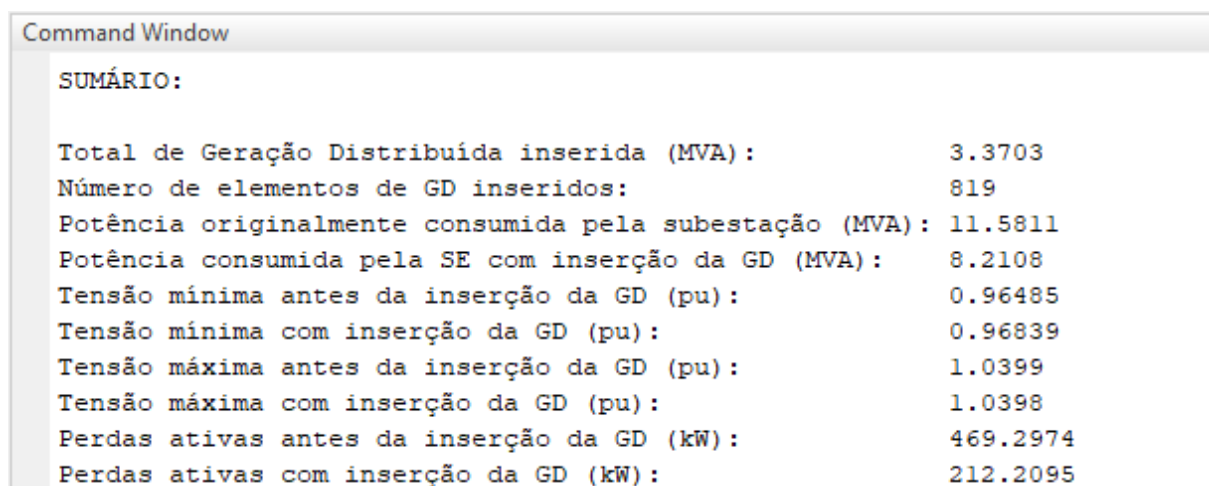 Command Window
SUMÁRIO:
Total de Geração Distribuída inserida (MVA): 3.3703
Número de elementos de GD inseridos: 819
Potência originalmente consumida pela subestação (MVA): 11.5811
Potência consumida pela SE com inserção da GD (MVA): 8.2108
Tensão mínima antes da inserção da GD (pu): 0.96485
Tensão mínima com inserção da GD (pu): 0.96839
Tensão máxima antes da inserção da GD (pu): 1.0399
Tensão máxima com inserção da GD (pu): 1.0398
Perdas ativas antes da inserção da GD (kW): 469.2974
Perdas ativas com inserção da GD (kW): 212.2095